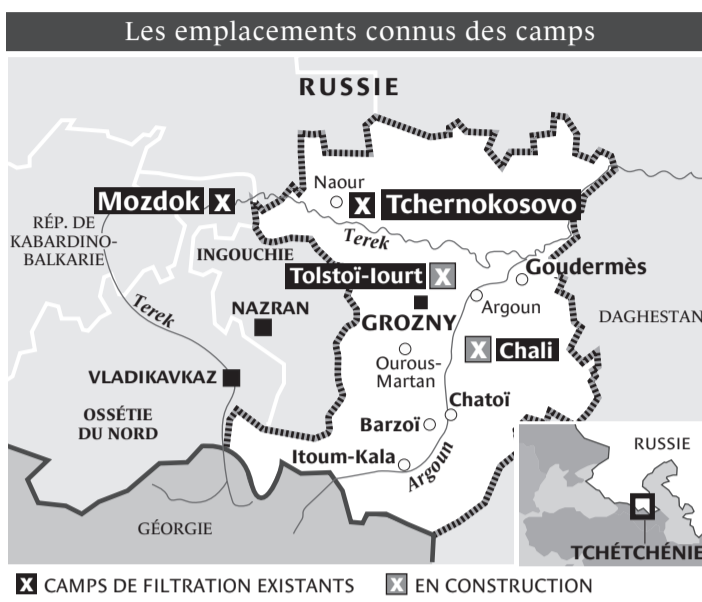 Les emplacements connus des camps
RUSSIE
Naour
Mozdok X
X Tchernokosovo
RÉP. DE
KABARDINO-
BALKARIE
Terek
INGOUCHIE
Tolstoï-Iourt X
Goudermès
Terek
NAZRAN
Argoun
GROZNY
DAGHESTAN
X Chali
Ourous-
Martan
VLADIKAVKAZ
Chatoï
OSSÉTIE
DU NORD
Barzoï
RUSSIE
Itoum-Kala
Argoun
GÉORGIE
TCHÉTCHÉNIE
X CAMPS DE FILTRATION EXISTANTS
X EN CONSTRUCTION